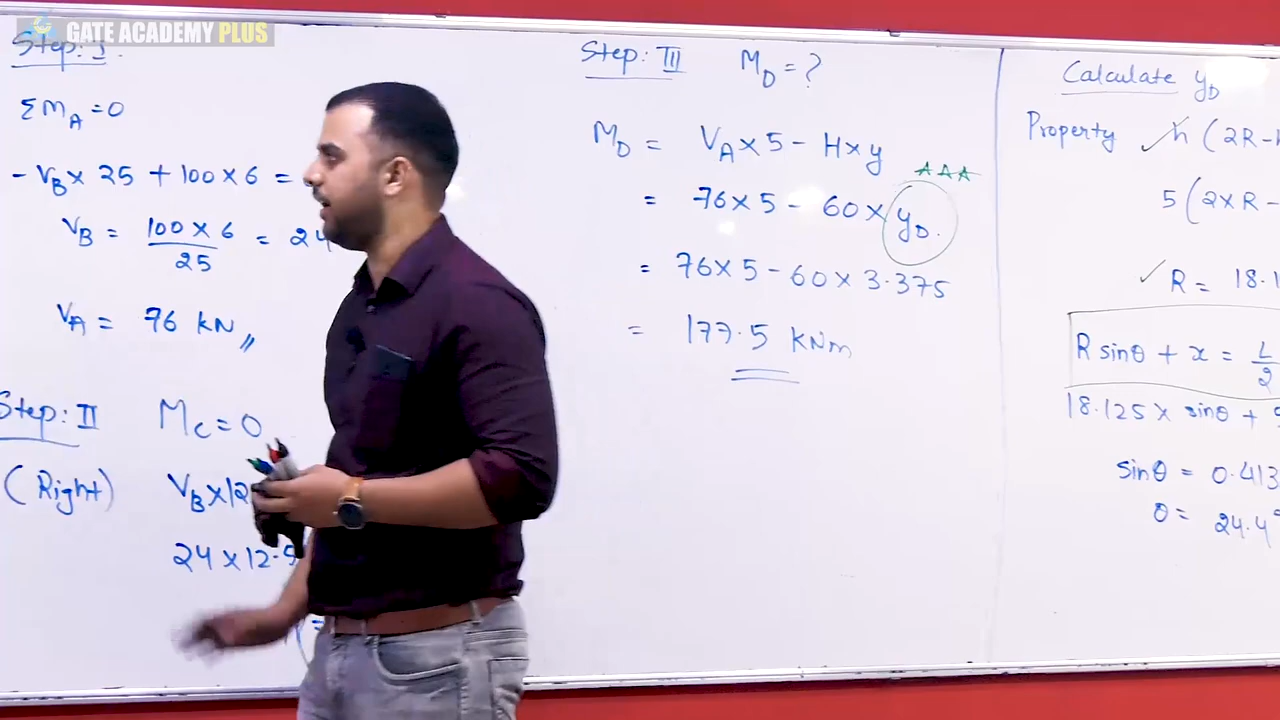 GATE ACADEMY PLUS
Step: I
ΣM_A = 0
- V_B × 25 + 100 × 6 =
V_B = 100 × 6 / 25 = 24
V_A = 76 KN
Step: II M_C = 0
(Right) V_B × 12
24 × 12.5
=
Step: III M_D = ?
M_D = V_A × 5 - H × y
= 76 × 5 - 60 × y_D.
= 76 × 5 - 60 × 3.375
= 177.5 KNm
Calculate y_D
Property ✓ h (2R -
5 (2 × R -
✓ R = 18.1
R sinθ + x = L/2
18.125 × sinθ +
sinθ = 0.413
θ = 24.4°